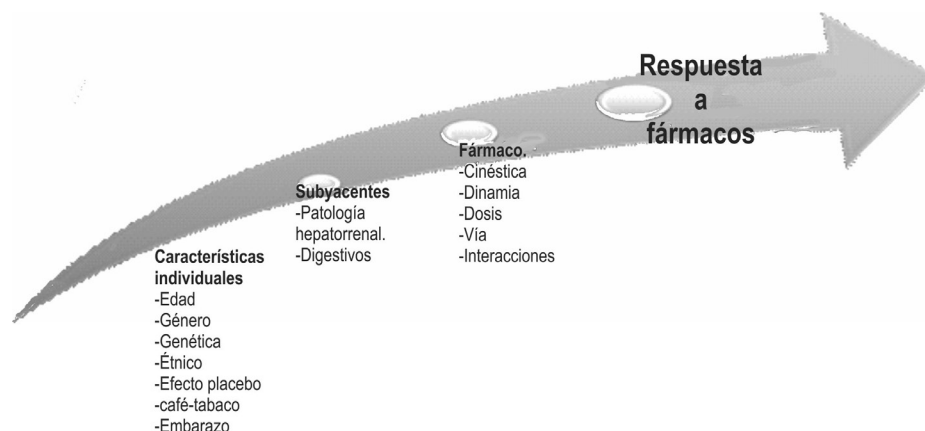 Características
individuales
-Edad
-Género
-Genética
-Étnico
-Efecto placebo
-café-tabaco
-Embarazo
Subyacentes
-Patología
hepatorrenal.
-Digestivos
Fármaco.
-Cinéstica
-Dinamia
-Dosis
-Vía
-Interacciones
Respuesta
a
fármacos